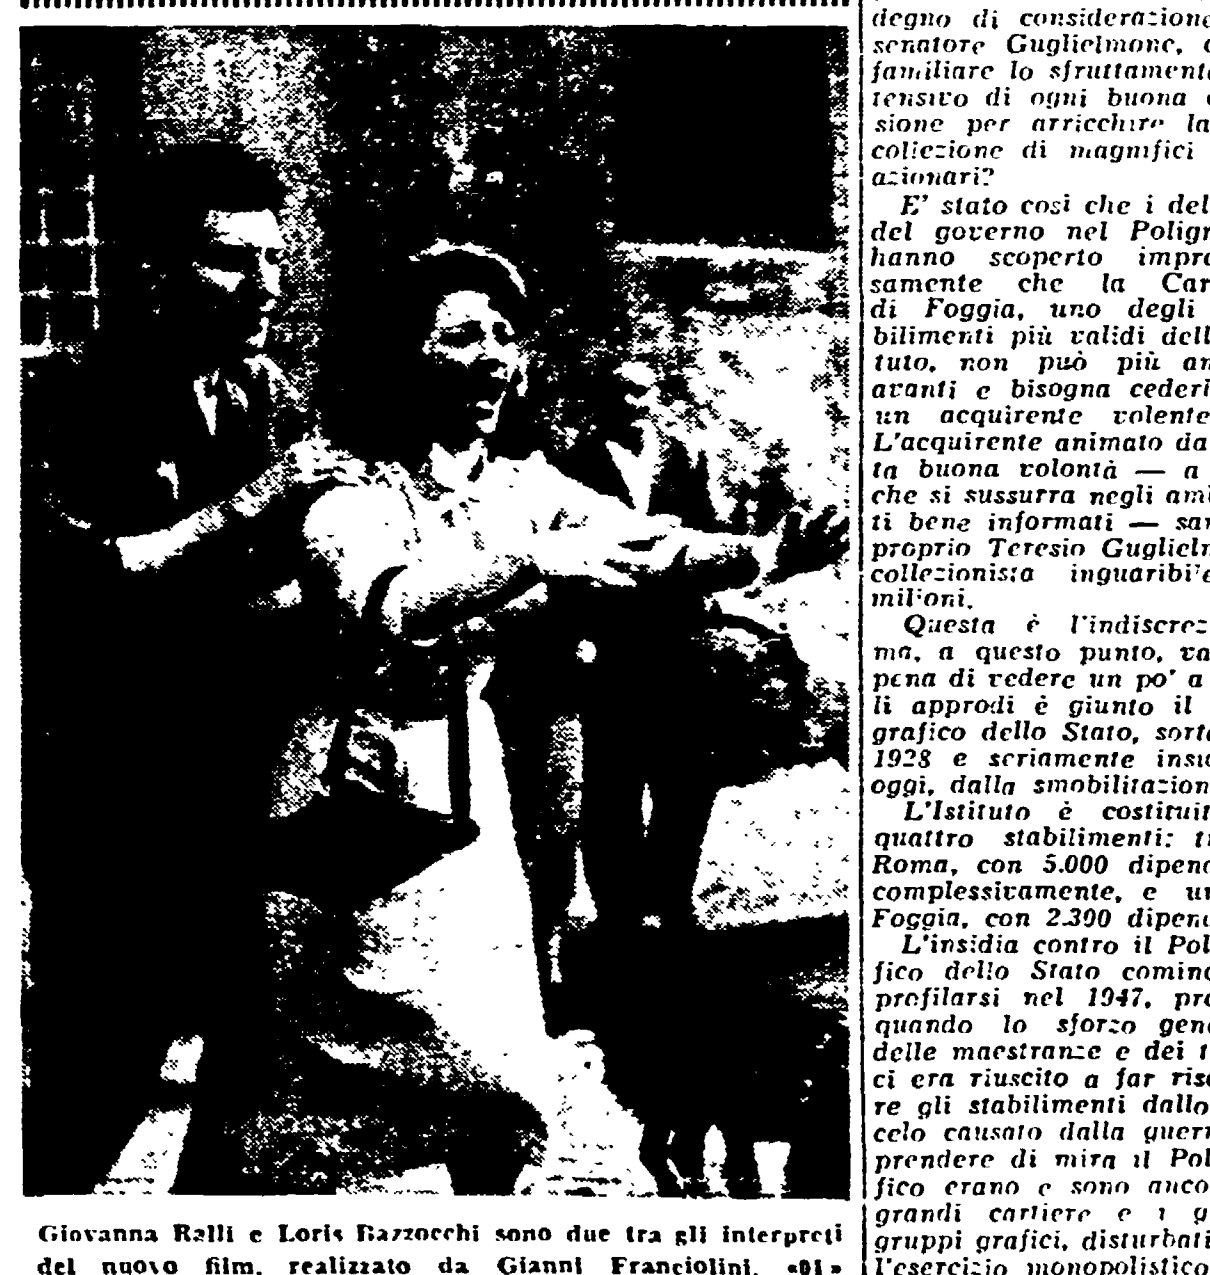 Giovanna Ralli e Loris Bazzocchi sono due tra gli interpreti
del nuovo film, realizzato da Gianni Franciolini, «Di»
degno di considerazione
senatore Guglielmone,
familiare lo sfruttament
tensivo di ogni buona
sione per arricchire la
collezione di magnifici
azionari?
E' stato così che i del
del governo nel Poligr
hanno scoperto impro
samente che la Car
di Foggia, uno degli
bilimenti più validi dell
tuto, non può più an
avanti e bisogna ceder
un acquirente volente
L'acquirente animato da
ta buona volontà — a
che si sussurra negli am
ti bene informati — sar
proprio Teresio Gugliel
collezionista inguaribile
milioni.
Questa è l'indiscrez
ma, a questo punto, va
pena di vedere un po' a
li approdi è giunto il
grafico dello Stato, sort
1928 e seriamente insi
oggi, dalla smobilitazion
L'Istituto è costituit
quattro stabilimenti: t
Roma, con 5.000 dipend
complessivamente, e un
Foggia, con 2.300 dipen
L'insidia contro il Pol
fico dello Stato cominc
profilarsi nel 1947, pro
quando lo sforzo gene
delle maestranze e dei t
ci era riuscito a far riso
re gli stabilimenti dallo
celo causato dalla guerr
prendere di mira il Pol
fico erano e sono anco
grandi cartiere e i g
gruppi grafici, disturbati
l'esercizio monopolistico